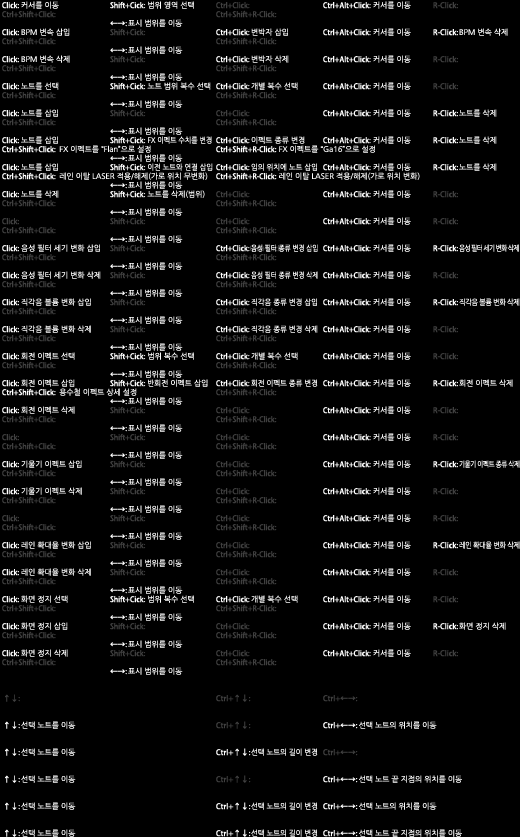 Click: 커서를 이동 Shift+Cick: 범위 영역 선택 Ctrl+Click: Ctrl+Alt+Click: 커서를 이동 R-Click:
Ctrl+Shift+Click: Ctrl+Shift+R-Click:
←→:표시 범위를 이동
Click: BPM 변속 삽입 Shift+Cick: Ctrl+Click: 변박자 삽입 Ctrl+Alt+Click: 커서를 이동 R-Click:BPM 변속 삭제
Ctrl+Shift+Click: Ctrl+Shift+R-Click:
←→:표시 범위를 이동
Click: BPM 변속 삭제 Shift+Cick: Ctrl+Click: 변박자 삭제 Ctrl+Alt+Click: 커서를 이동 R-Click:
Ctrl+Shift+Click: Ctrl+Shift+R-Click:
←→:표시 범위를 이동
Click: 노트를 선택 Shift+Cick: 노트 범위 복수 선택 Ctrl+Click: 개별 복수 선택 Ctrl+Alt+Click: 커서를 이동 R-Click:
Ctrl+Shift+Click: Ctrl+Shift+R-Click:
←→:표시 범위를 이동
Click: 노트를 삽입 Shift+Cick: Ctrl+Click: Ctrl+Alt+Click: 커서를 이동 R-Click:노트를 삭제
Ctrl+Shift+Click: Ctrl+Shift+R-Click:
←→:표시 범위를 이동
Click: 노트를 삽입 Shift+Cick: FX 이펙트 수치를 변경 Ctrl+Click: 이펙트 종류 변경 Ctrl+Alt+Click: 커서를 이동 R-Click:노트를 삭제
Ctrl+Shift+Click: FX 이펙트를 "Flan"으로 설정 Ctrl+Shift+R-Click: FX 이펙트를 "Ga16"으로 설정
←→:표시 범위를 이동
Click: 노트를 삽입 Shift+Cick: 이전 노트와 연결 삽입 Ctrl+Click: 임의 위치에 노트 삽입 Ctrl+Alt+Click: 커서를 이동 R-Click:노트를 삭제
Ctrl+Shift+Click: 레인 이탈 LASER 적용/해제(가로 위치 무변화) Ctrl+Shift+R-Click: 레인 이탈 LASER 적용/해제(가로 위치 변화)
←→:표시 범위를 이동
Click: 노트를 삭제 Shift+Cick: 노트를 삭제(범위) Ctrl+Click: Ctrl+Alt+Click: 커서를 이동 R-Click:
Ctrl+Shift+Click: Ctrl+Shift+R-Click:
←→:표시 범위를 이동
Click: Shift+Cick: Ctrl+Click: Ctrl+Alt+Click: 커서를 이동 R-Click:
Ctrl+Shift+Click: Ctrl+Shift+R-Click:
←→:표시 범위를 이동
Click: 음성 필터 세기 변화 삽입 Shift+Cick: Ctrl+Click:음성 필터 종류 변경 삽입 Ctrl+Alt+Click: 커서를 이동 R-Click:음성 필터 세기 변화 삭제
Ctrl+Shift+Click: Ctrl+Shift+R-Click:
←→:표시 범위를 이동
Click: 음성 필터 세기 변화 삭제 Shift+Cick: Ctrl+Click: 음성 필터 종류 변경 삭제 Ctrl+Alt+Click: 커서를 이동 R-Click:
Ctrl+Shift+Click: Ctrl+Shift+R-Click:
←→:표시 범위를 이동
Click: 직각음 볼륨 변화 삽입 Shift+Cick: Ctrl+Click: 직각음 종류 변경 삽입 Ctrl+Alt+Click: 커서를 이동 R-Click:직각음 볼륨 변화 삭제
Ctrl+Shift+Click: Ctrl+Shift+R-Click:
←→:표시 범위를 이동
Click: 직각음 볼륨 변화 삭제 Shift+Cick: Ctrl+Click: 직각음 종류 변경 삭제 Ctrl+Alt+Click: 커서를 이동 R-Click:
Ctrl+Shift+Click: Ctrl+Shift+R-Click:
←→:표시 범위를 이동
Click: 회전 이펙트 선택 Shift+Cick: 범위 복수 선택 Ctrl+Click: 개별 복수 선택 Ctrl+Alt+Click: 커서를 이동 R-Click:
Ctrl+Shift+Click: Ctrl+Shift+R-Click:
←→:표시 범위를 이동
Click: 회전 이펙트 삽입 Shift+Cick: 반회전 이펙트 삽입 Ctrl+Click: 회전 이펙트 종류 변경 Ctrl+Alt+Click: 커서를 이동 R-Click:회전 이펙트 삭제
Ctrl+Shift+Click: 용수철 이펙트 상세 설정 Ctrl+Shift+R-Click:
←→:표시 범위를 이동
Click: 회전 이펙트 삭제 Shift+Cick: Ctrl+Click: Ctrl+Alt+Click: 커서를 이동 R-Click:
Ctrl+Shift+Click: Ctrl+Shift+R-Click:
←→:표시 범위를 이동
Click: Shift+Cick: Ctrl+Click: Ctrl+Alt+Click: 커서를 이동 R-Click:
Ctrl+Shift+Click: Ctrl+Shift+R-Click:
←→:표시 범위를 이동
Click: 기울기 이펙트 삽입 Shift+Cick: Ctrl+Click: Ctrl+Alt+Click: 커서를 이동 R-Click:기울기 이펙트 종류 삭제
Ctrl+Shift+Click: Ctrl+Shift+R-Click:
←→:표시 범위를 이동
Click: 기울기 이펙트 삭제 Shift+Cick: Ctrl+Click: Ctrl+Alt+Click: 커서를 이동 R-Click:
Ctrl+Shift+Click: Ctrl+Shift+R-Click:
←→:표시 범위를 이동
Click: Shift+Cick: Ctrl+Click: Ctrl+Alt+Click: 커서를 이동 R-Click:
Ctrl+Shift+Click: Ctrl+Shift+R-Click:
←→:표시 범위를 이동
Click: 레인 확대율 변화 삽입 Shift+Cick: Ctrl+Click: Ctrl+Alt+Click: 커서를 이동 R-Click:레인 확대율 변화 삭제
Ctrl+Shift+Click: Ctrl+Shift+R-Click:
←→:표시 범위를 이동
Click: 레인 확대율 변화 삭제 Shift+Cick: Ctrl+Click: Ctrl+Alt+Click: 커서를 이동 R-Click:
Ctrl+Shift+Click: Ctrl+Shift+R-Click:
←→:표시 범위를 이동
Click: 화면 정지 선택 Shift+Cick: 범위 복수 선택 Ctrl+Click: 개별 복수 선택 Ctrl+Alt+Click: 커서를 이동 R-Click:
Ctrl+Shift+Click: Ctrl+Shift+R-Click:
←→:표시 범위를 이동
Click: 화면 정지 삽입 Shift+Cick: Ctrl+Click: Ctrl+Alt+Click: 커서를 이동 R-Click:화면 정지 삭제
Ctrl+Shift+Click: Ctrl+Shift+R-Click:
←→:표시 범위를 이동
Click: 화면 정지 삭제 Shift+Cick: Ctrl+Click: Ctrl+Alt+Click: 커서를 이동 R-Click:
Ctrl+Shift+Click: Ctrl+Shift+R-Click:
←→:표시 범위를 이동
↑↓: Ctrl+↑↓: Ctrl+←→:
↑↓:선택 노트를 이동 Ctrl+↑↓: Ctrl+←→:선택 노트의 위치를 이동
↑↓:선택 노트를 이동 Ctrl+↑↓:선택 노트의 길이 변경 Ctrl+←→:
↑↓:선택 노트를 이동 Ctrl+↑↓: Ctrl+←→:선택 노트 끝 지점의 위치를 이동
↑↓:선택 노트를 이동 Ctrl+↑↓:선택 노트의 길이 변경 Ctrl+←→:선택 노트의 위치를 이동
↑↓:선택 노트를 이동 Ctrl+↑↓:선택 노트의 길이 변경 Ctrl+←→:선택 노트 끝 지점의 위치를 이동